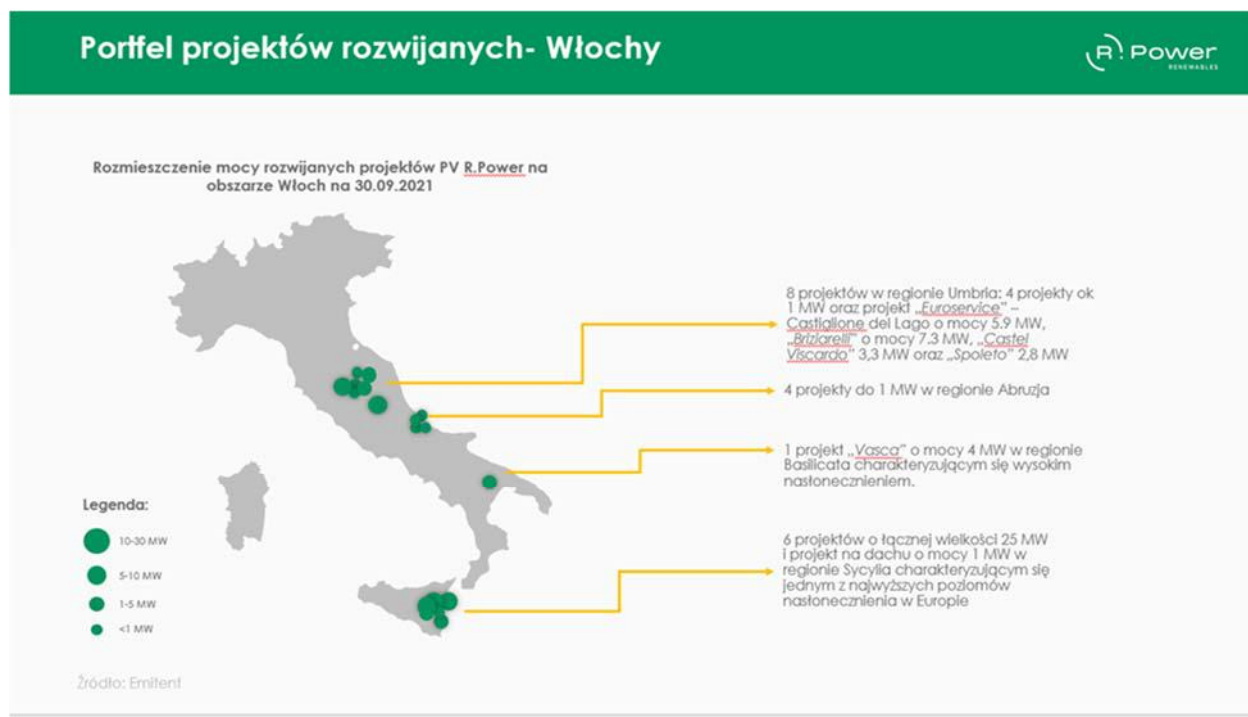 Portfel projektów rozwijanych- Włochy
R.Power
RENEWABLES
Rozmieszczenie mocy rozwijanych projektów PV R.Power na
obszarze Włoch na 30.09.2021
8 projektów w regionie Umbria: 4 projekty ok
1 MW oraz projekt „Euroservice" –
Castiglione del Lago o mocy 5.9 MW,
„Briziarelli" o mocy 7.3 MW, „Castel
Viscardo" 3,3 MW oraz „Spoleto" 2,8 MW
4 projekty do 1 MW w regionie Abruzja
1 projekt „Vasca" o mocy 4 MW w regionie
Basilicata charakteryzującym się wysokim
nasłonecznieniem.
6 projektów o łącznej wielkości 25 MW
i projekt na dachu o mocy 1 MW w
regionie Sycylia charakteryzującym się
jednym z najwyższych poziomów
nasłonecznienia w Europie
Legenda:
10-30 MW
5-10 MW
1-5 MW
<1 MW
Źródło: Emitent